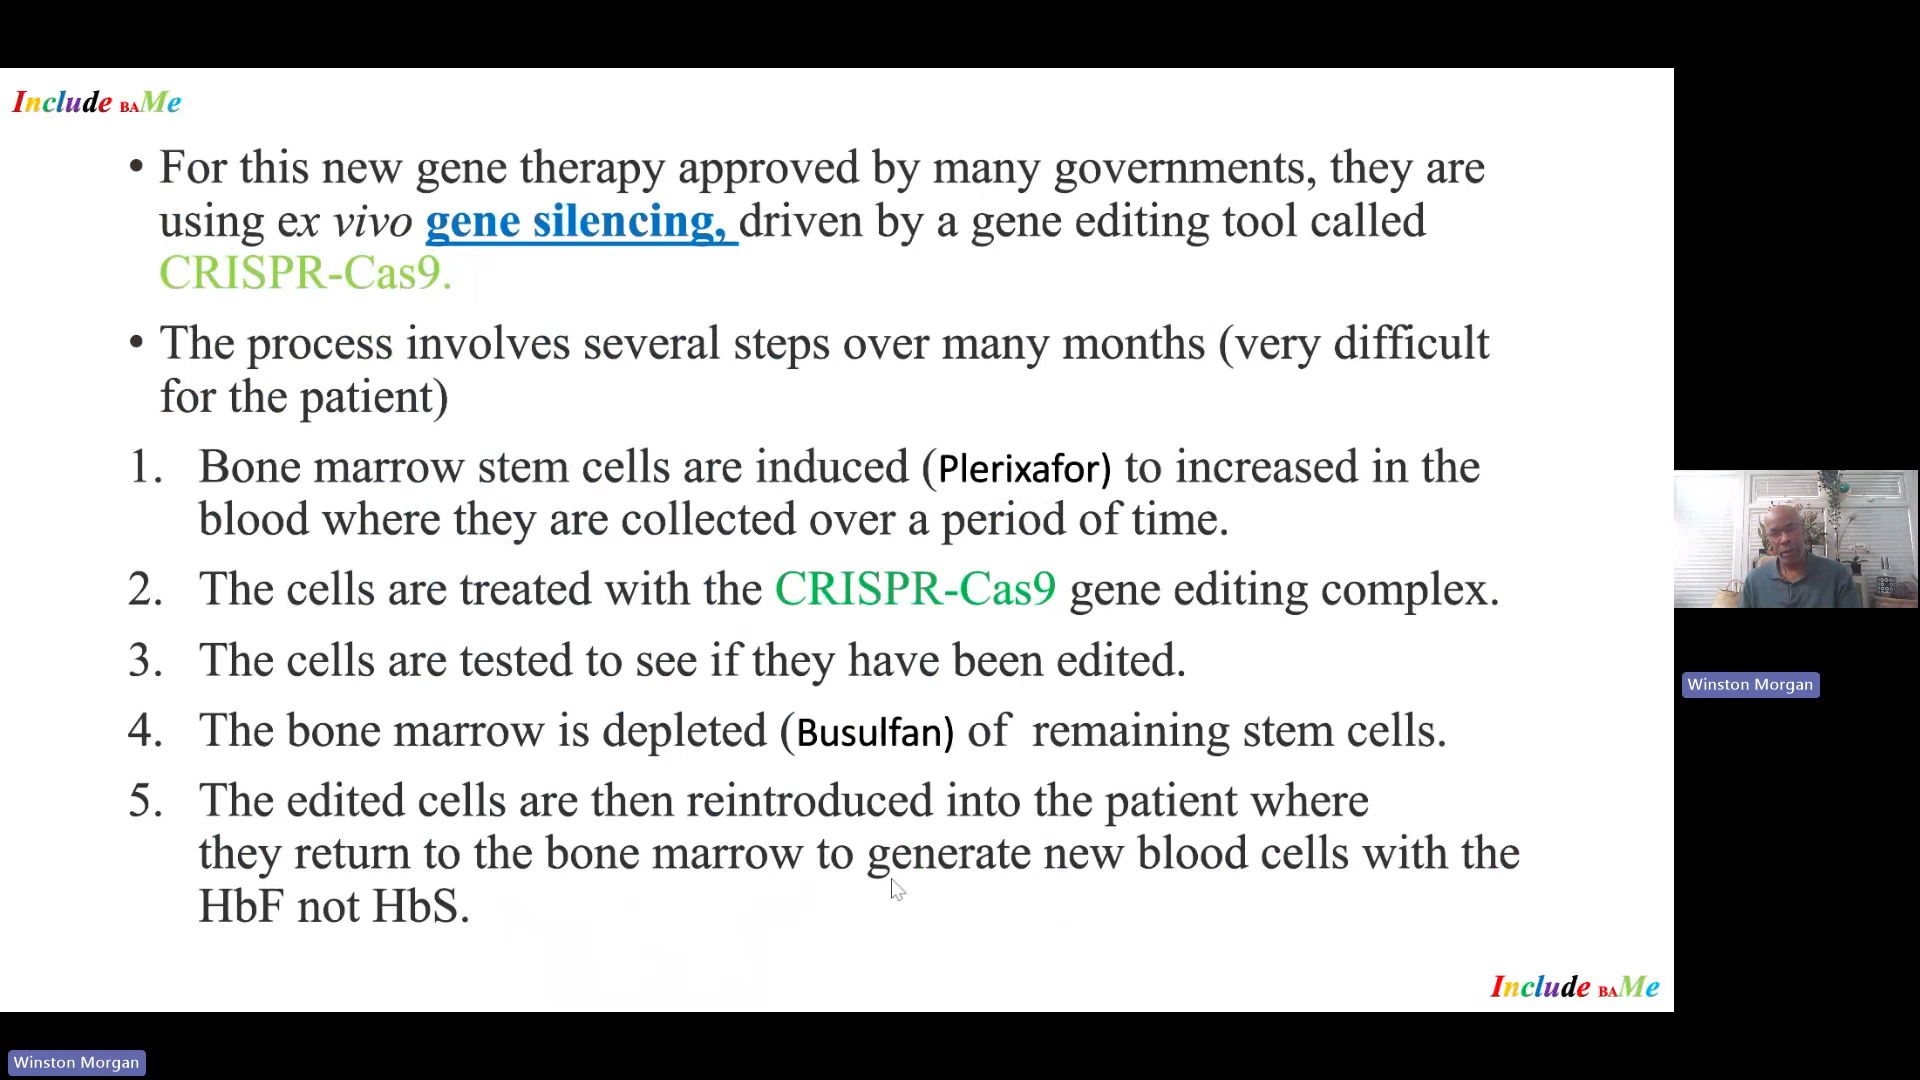 Include BAMe
• For this new gene therapy approved by many governments, they are
using ex vivo gene silencing, driven by a gene editing tool called
CRISPR-Cas9.
• The process involves several steps over many months (very difficult
for the patient)
1. Bone marrow stem cells are induced (Plerixafor) to increased in the
blood where they are collected over a period of time.
2. The cells are treated with the CRISPR-Cas9 gene editing complex.
3. The cells are tested to see if they have been edited.
4. The bone marrow is depleted (Busulfan) of remaining stem cells.
5. The edited cells are then reintroduced into the patient where
they return to the bone marrow to generate new blood cells with the
HbF not HbS.
Include BAMe
Winston Morgan
Winston Morgan